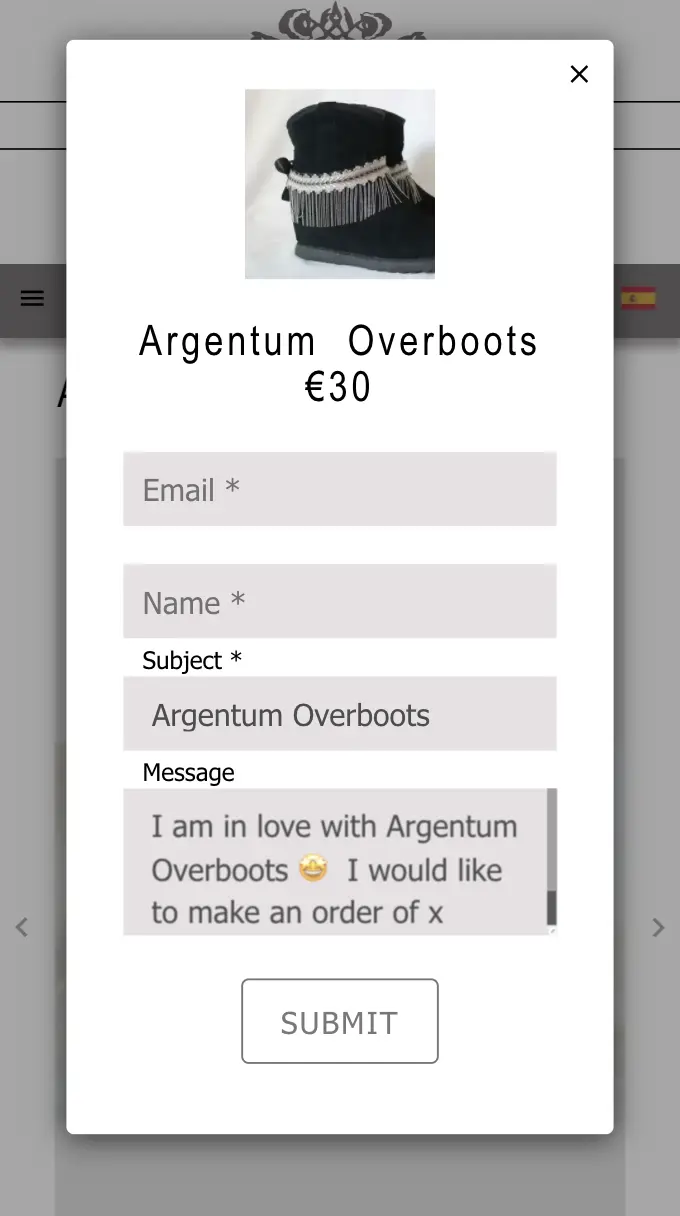 Argentum Overboots
€30
Email *
Name *
Subject *
Argentum Overboots
Message
I am in love with Argentum
Overboots 🤩 I would like
to make an order of x
SUBMIT